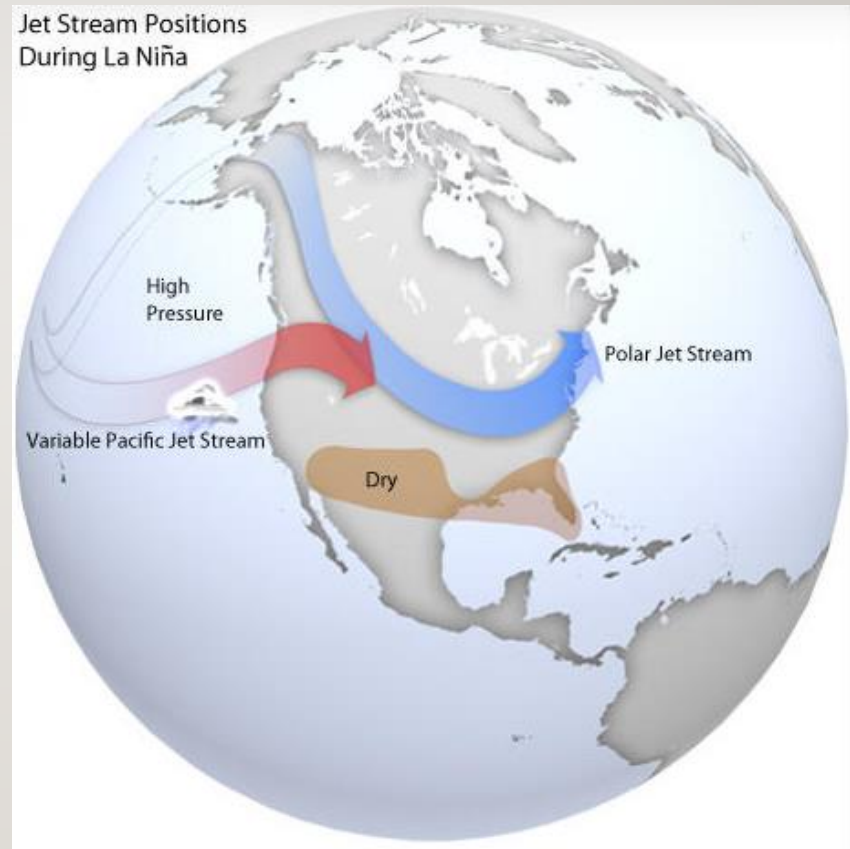 Jet Stream Positions
During La Niña
High
Pressure
Polar Jet Stream
Variable Pacific Jet Stream
Dry